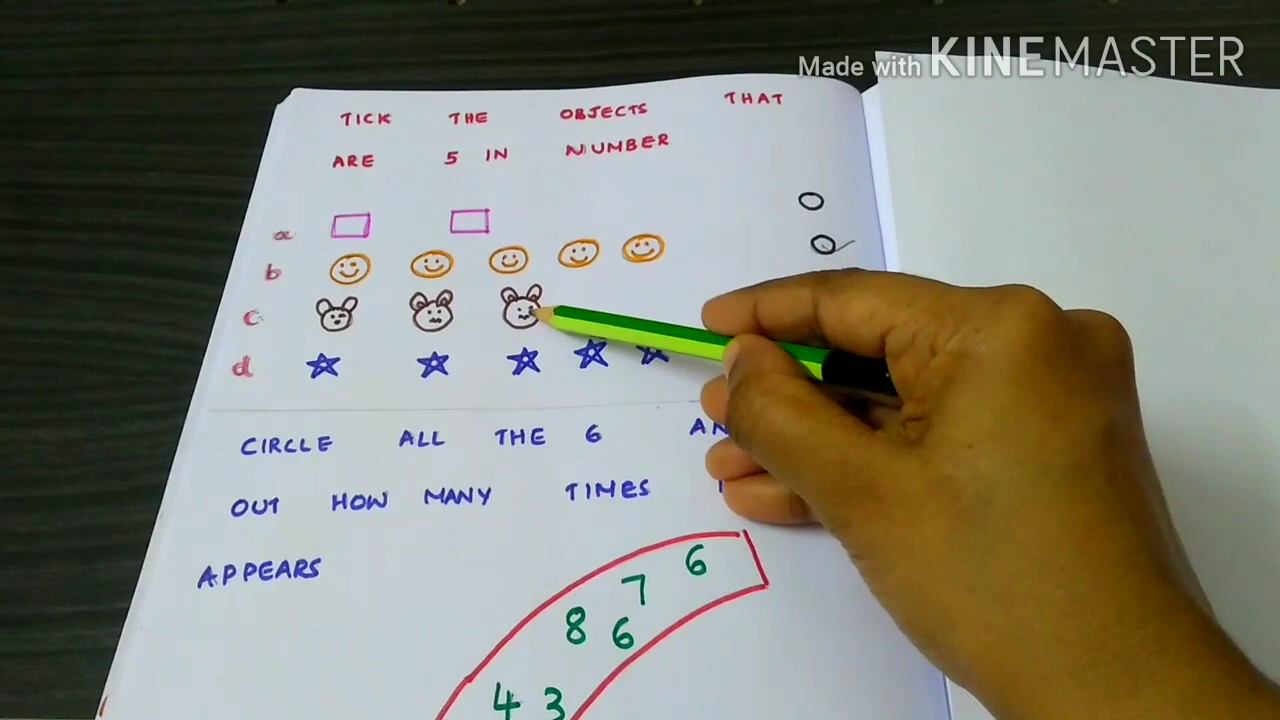 Made with KINEMASTER
TICK THE OBJECTS THAT
ARE 5 IN NUMBER
a
b
c
d
CIRCLE ALL THE 6
OUT HOW MANY TIMES
APPEARS
6
7
8 6
4 3